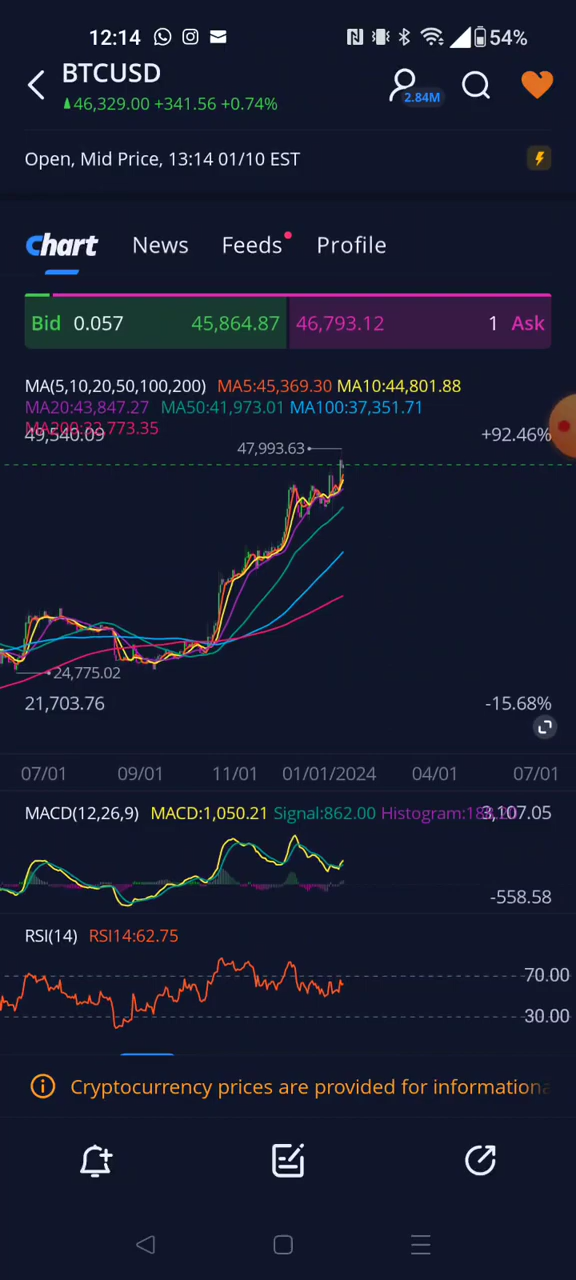 12:14 54%
BTCUSD
46,329.00 +341.56 +0.74%
2.84M
Open, Mid Price, 13:14 01/10 EST
Chart News Feeds Profile
Bid 0.057 45,864.87 46,793.12 1 Ask
MA(5,10,20,50,100,200) MA5:45,369.30 MA10:44,801.88
MA20:43,847.27 MA50:41,973.01 MA100:37,351.71
49,540.09 +92.46%
47,993.63
24,775.02
21,703.76 -15.68%
07/01 09/01 11/01 01/01/2024 04/01 07/01
MACD(12,26,9) MACD:1,050.21 Signal:862.00 Histogram: 3,107.05
-558.58
RSI(14) RSI14:62.75
70.00
30.00
Cryptocurrency prices are provided for informationa